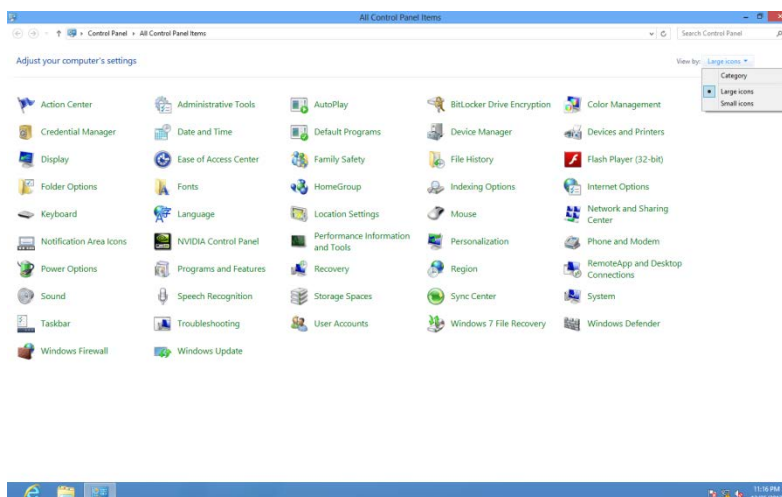 All Control Panel Items
Control Panel All Control Panel Items
Search Control Panel
Adjust your computer's settings
View by: Large icons
Category
Large icons
Small icons
Action Center Administrative Tools AutoPlay BitLocker Drive Encryption Color Management
Credential Manager Date and Time Default Programs Device Manager Devices and Printers
Display Ease of Access Center Family Safety File History Flash Player (32-bit)
Folder Options Fonts HomeGroup Indexing Options Internet Options
Keyboard Language Location Settings Mouse Network and Sharing Center
Notification Area Icons NVIDIA Control Panel Performance Information and Tools Personalization Phone and Modem
Power Options Programs and Features Recovery Region RemoteApp and Desktop Connections
Sound Speech Recognition Storage Spaces Sync Center System
Taskbar Troubleshooting User Accounts Windows 7 File Recovery Windows Defender
Windows Firewall Windows Update
11:16 PM